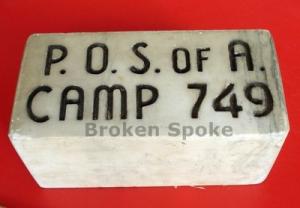 P. O. S. OF A.
CAMP 749
Broken Spoke